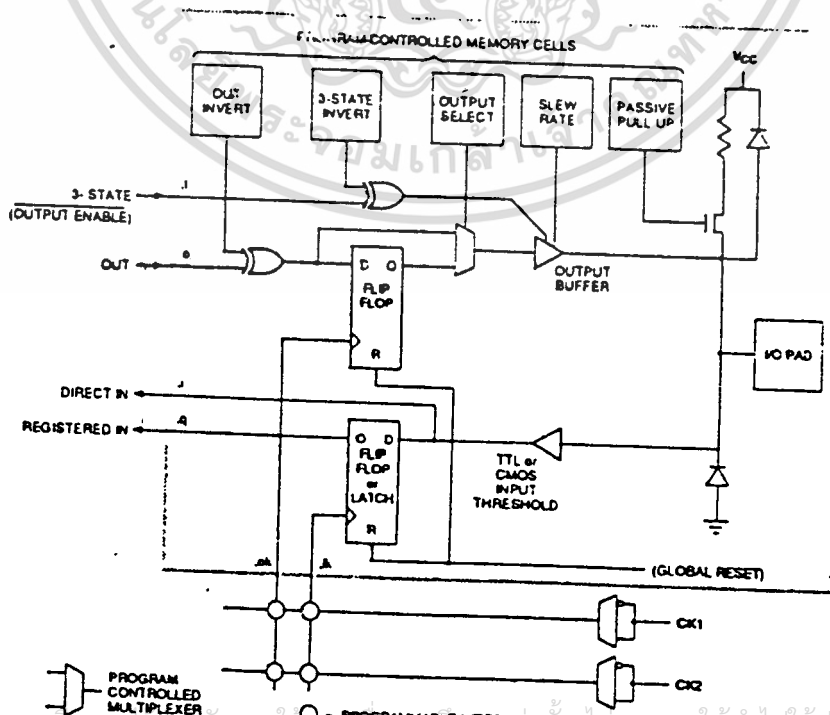 CONTROLLED MEMORY CELLS
OUT
INVERT
3-STATE
INVERT
OUTPUT
SELECT
SLEW
RATE
PASSIVE
PULL UP
VCC
3- STATE
(OUTPUT ENABLE)
.t
OUT
.o
D Q
FLIP
FLOP
R
OUTPUT
BUFFER
I/O PAD
DIRECT IN
.i
REGISTERED IN
.q
Q D
FLIP
FLOP
or
LATCH
R
TTL or
CMOS
INPUT
THRESHOLD
(GLOBAL RESET)
.ok
.ik
CK1
CK2
PROGRAM
CONTROLLED
MULTIPLEXER